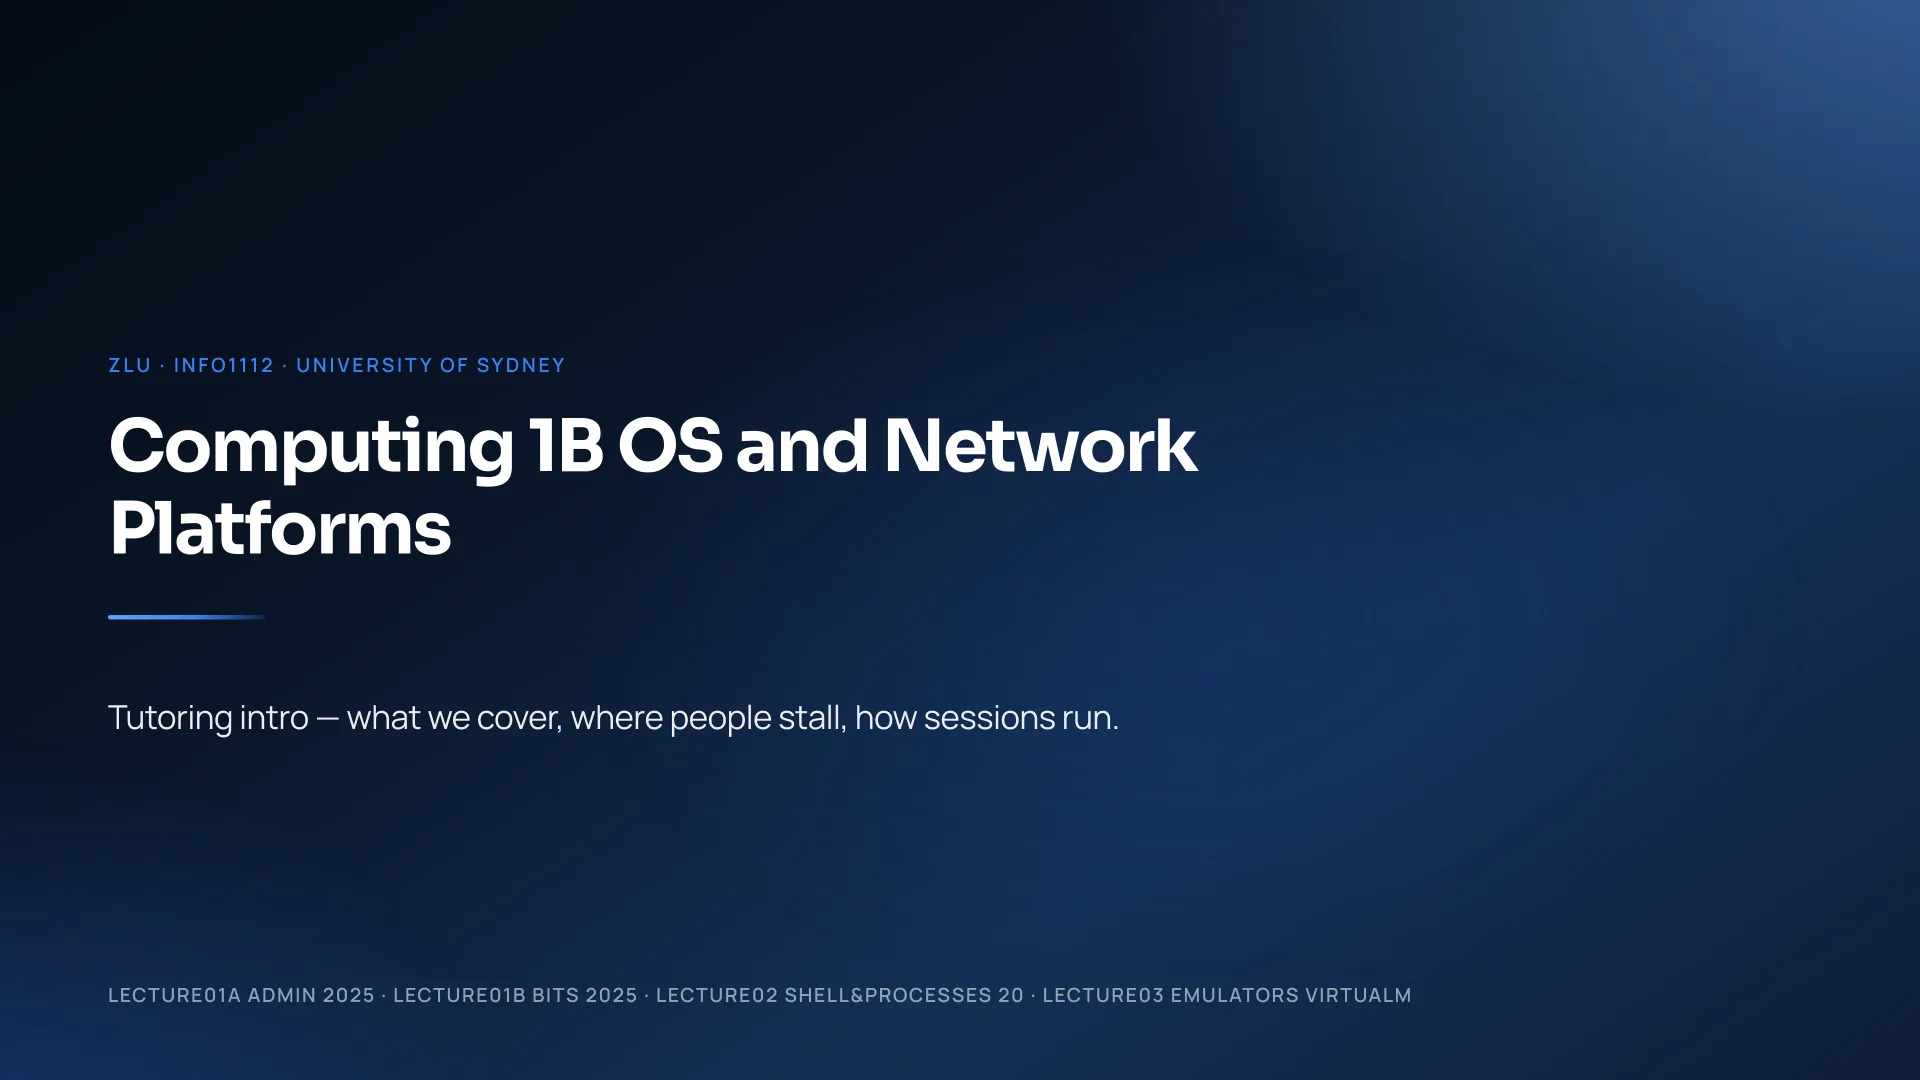 ZLU · INFO1112 · UNIVERSITY OF SYDNEY
Computing 1B OS and Network
Platforms
Tutoring intro — what we cover, where people stall, how sessions run.
LECTURE01A ADMIN 2025 · LECTURE01B BITS 2025 · LECTURE02 SHELL&PROCESSES 20 · LECTURE03 EMULATORS VIRTUALM